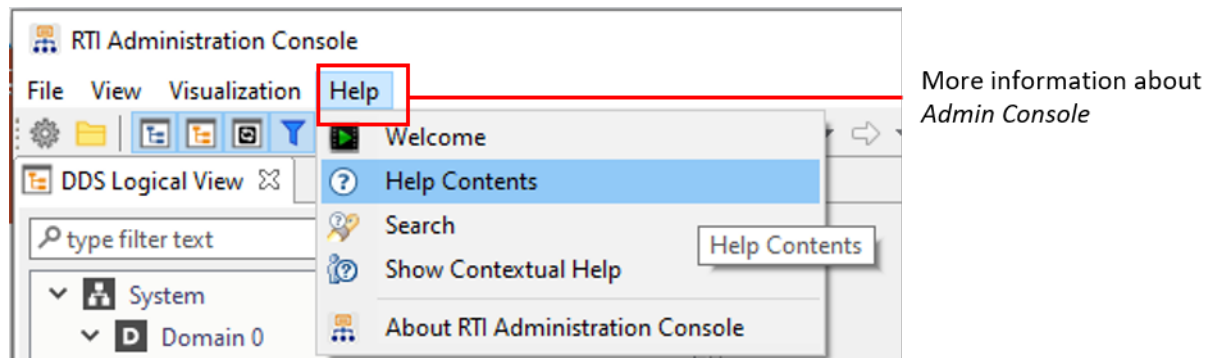 RTI Administration Console
File View Visualization Help
More information about
Admin Console
Welcome
DDS Logical View
Help Contents
type filter text
Search
Help Contents
Show Contextual Help
System
D Domain 0
About RTI Administration Console